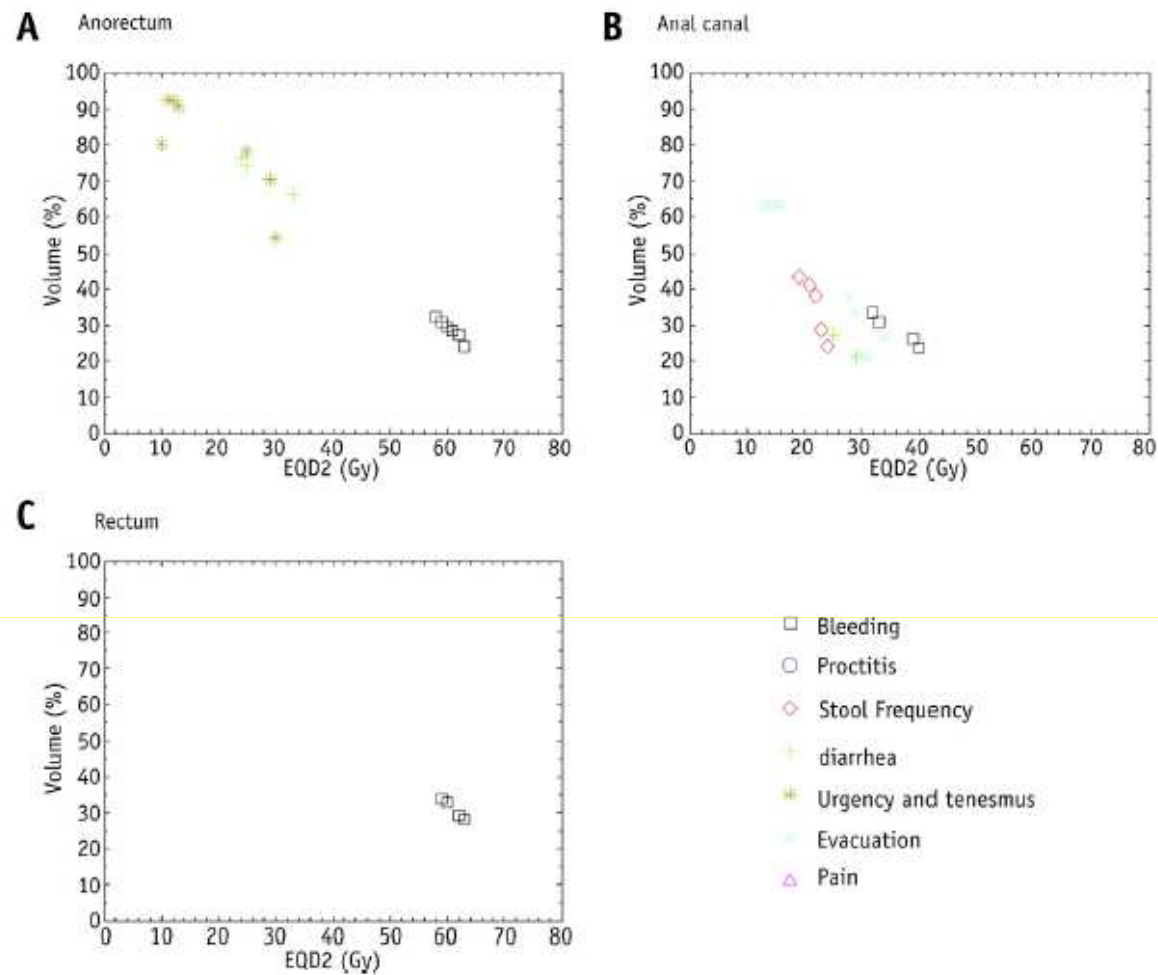 A Anorectum
100
90
80
70
60
50
40
30
20
10
0
Volume (%)
0 10 20 30 40 50 60 70 80
EQD2 (Gy)
B Anal canal
100
90
80
70
60
50
40
30
20
10
0
Volume (%)
0 10 20 30 40 50 60 70 80
EQD2 (Gy)
C Rectum
100
90
80
70
60
50
40
30
20
10
0
Volume (%)
0 10 20 30 40 50 60 70 80
EQD2 (Gy)
Bleeding
Proctitis
Stool Frequency
diarrhea
Urgency and tenesmus
Evacuation
Pain